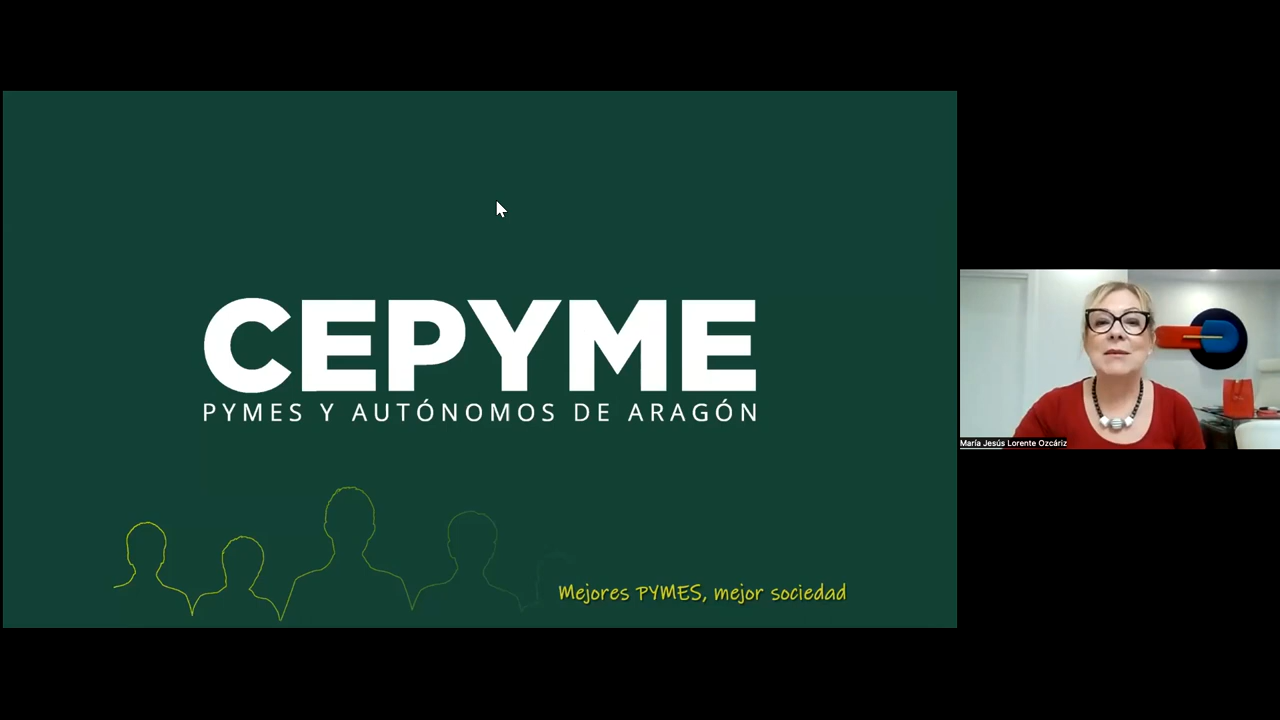 CEPYME
PYMES Y AUTÓNOMOS DE ARAGÓN
Mejores PYMES, mejor sociedad
María Jesús Lorente Ozcáriz